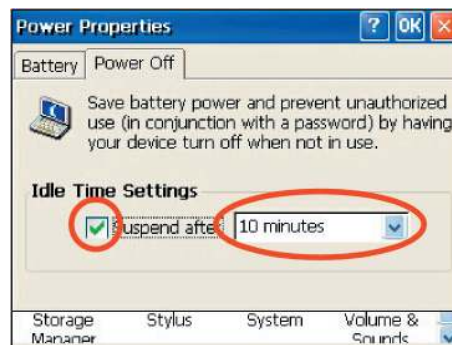 Power Properties ? OK ×
Battery Power Off
Save battery power and prevent unauthorized
use (in conjunction with a password) by having
your device turn off when not in use.
Idle Time Settings
Suspend after 10 minutes
Storage Stylus System Volume &
Manager Sounds